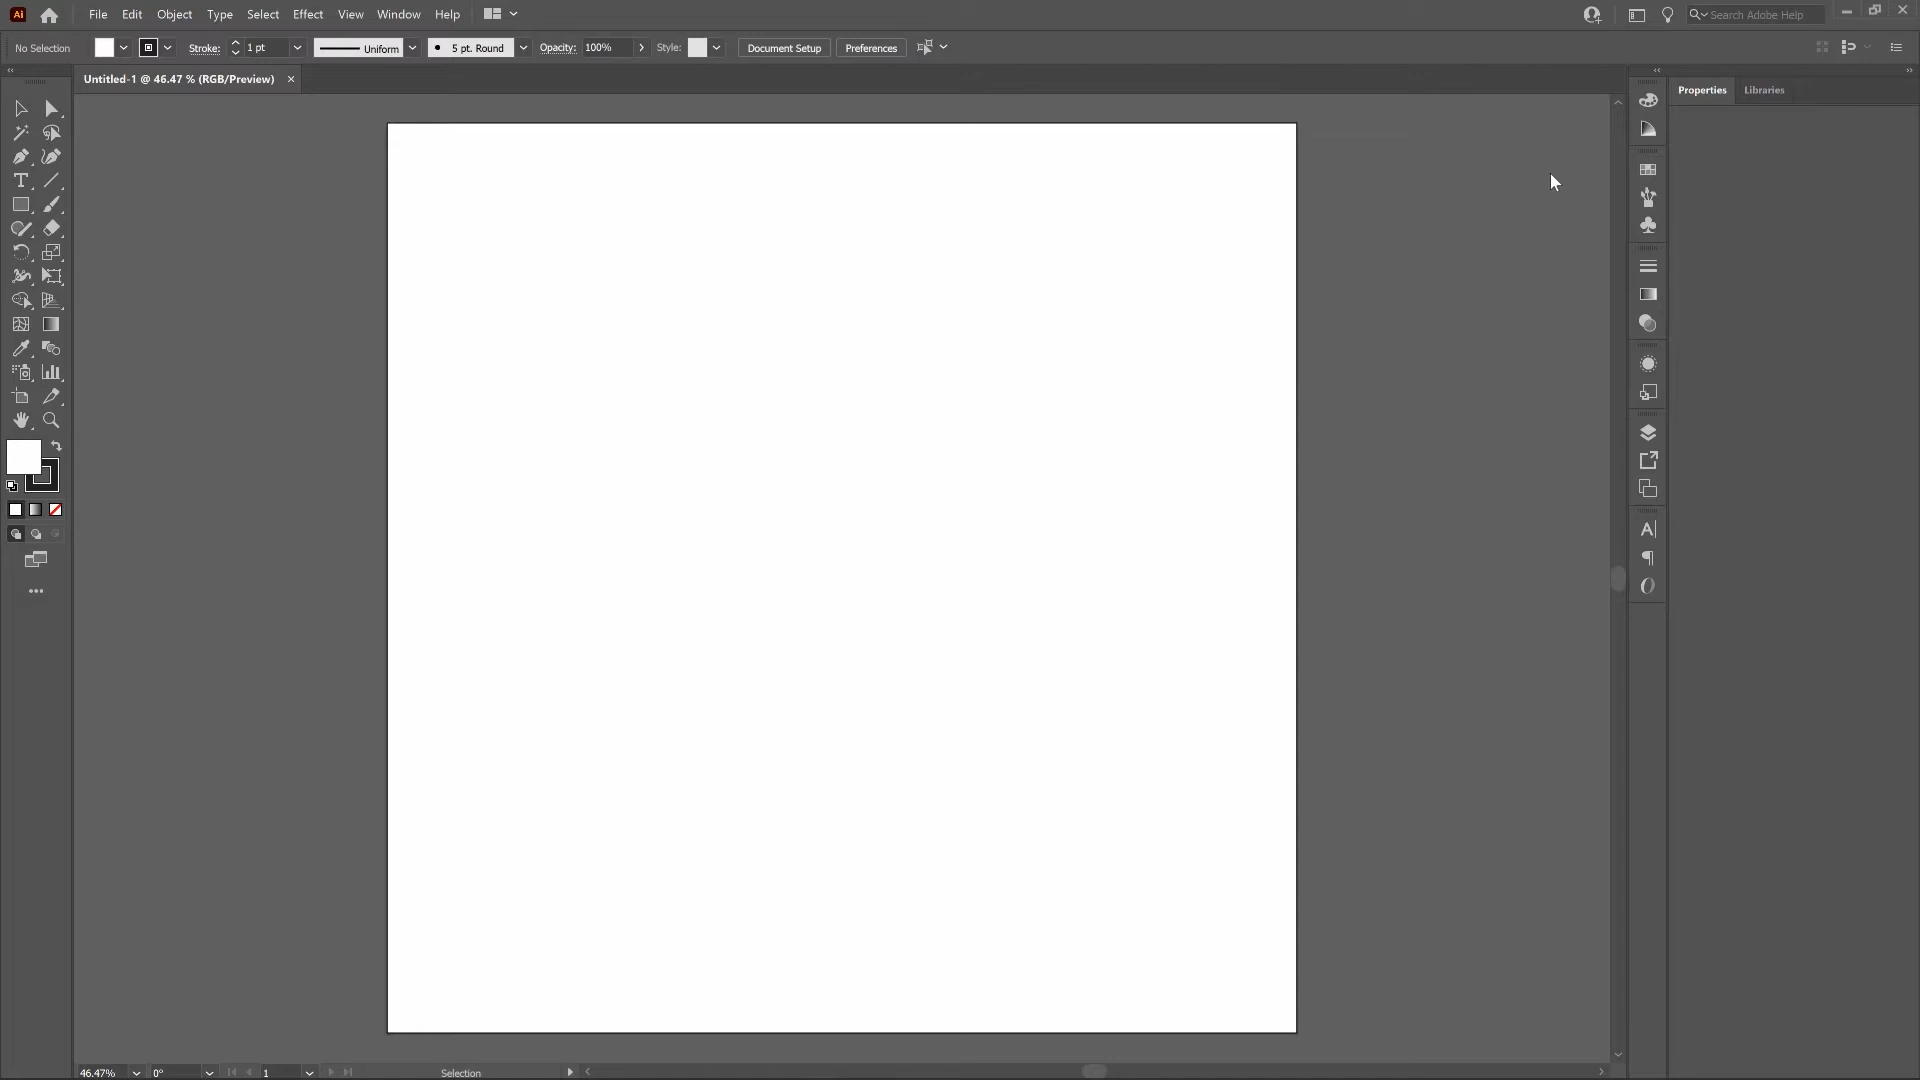 Ai File Edit Object Type Select Effect View Window Help Search Adobe Help
No Selection Stroke: 1 pt Uniform 5 pt. Round Opacity: 100% Style: Document Setup Preferences
Untitled-1 @ 46.47 % (RGB/Preview) ×
Properties Libraries
46.47% 0° 1 Selection